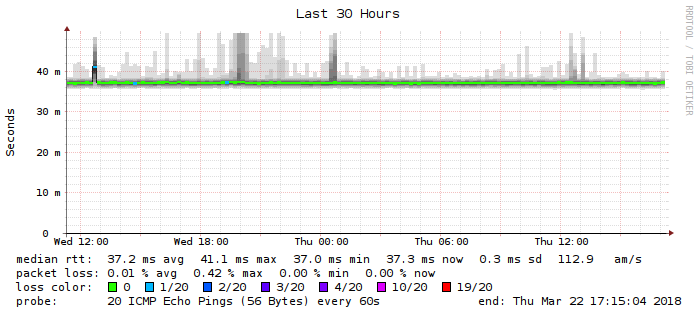 Last 30 Hours
RRDTOOL / TOBI OETIKER
Seconds
40 m
30 m
20 m
10 m
0
Wed 12:00 Wed 18:00 Thu 00:00 Thu 06:00 Thu 12:00
median rtt: 37.2 ms avg 41.1 ms max 37.0 ms min 37.3 ms now 0.3 ms sd 112.9 am/s
packet loss: 0.01 % avg 0.42 % max 0.00 % min 0.00 % now
loss color: 0 1/20 2/20 3/20 4/20 10/20 19/20
probe: 20 ICMP Echo Pings (56 Bytes) every 60s end: Thu Mar 22 17:15:04 2018